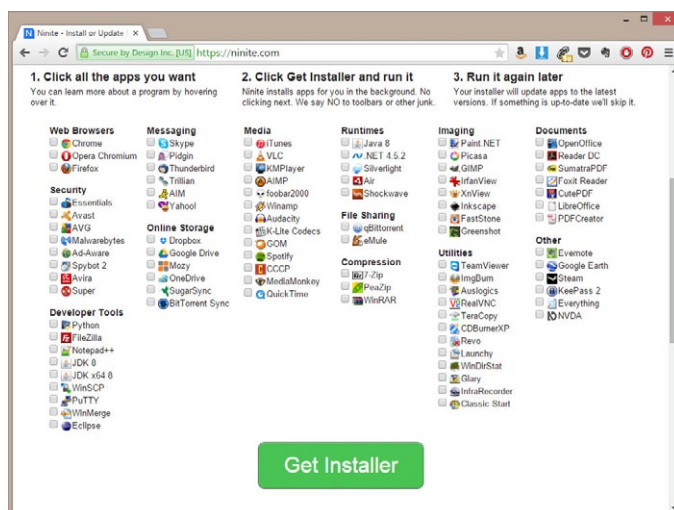 Ninite - Install or Update
Secure by Design Inc. [US] https://ninite.com
1. Click all the apps you want
You can learn more about a program by hovering
over it.
2. Click Get Installer and run it
Ninite installs apps for you in the background. No
clicking next. We say NO to toolbars or other junk.
3. Run it again later
Your installer will update apps to the latest
versions. If something is up-to-date we'll skip it.
Web Browsers
Chrome
Opera Chromium
Firefox
Security
Essentials
Avast
AVG
Malwarebytes
Ad-Aware
Spybot 2
Avira
Super
Developer Tools
Python
FileZilla
Notepad++
JDK 8
JDK x64 8
WinSCP
PuTTY
WinMerge
Eclipse
Messaging
Skype
Pidgin
Thunderbird
Trillian
AIM
Yahoo!
Online Storage
Dropbox
Google Drive
Mozy
OneDrive
SugarSync
BitTorrent Sync
Media
iTunes
VLC
KMPlayer
AIMP
foobar2000
Winamp
Audacity
K-Lite Codecs
GOM
Spotify
CCCP
MediaMonkey
QuickTime
Runtimes
Java 8
.NET 4.5.2
Silverlight
Air
Shockwave
File Sharing
qBittorrent
eMule
Compression
7-Zip
PeaZip
WinRAR
Imaging
Paint.NET
Picasa
GIMP
IrfanView
XnView
Inkscape
FastStone
Greenshot
Utilities
TeamViewer
ImgBurn
Auslogics
RealVNC
TeraCopy
CDBurnerXP
Revo
Launchy
WinDirStat
Glary
InfraRecorder
Classic Start
Documents
OpenOffice
Reader DC
SumatraPDF
Foxit Reader
CutePDF
LibreOffice
PDFCreator
Other
Evernote
Google Earth
Steam
KeePass 2
Everything
NVDA
Get Installer